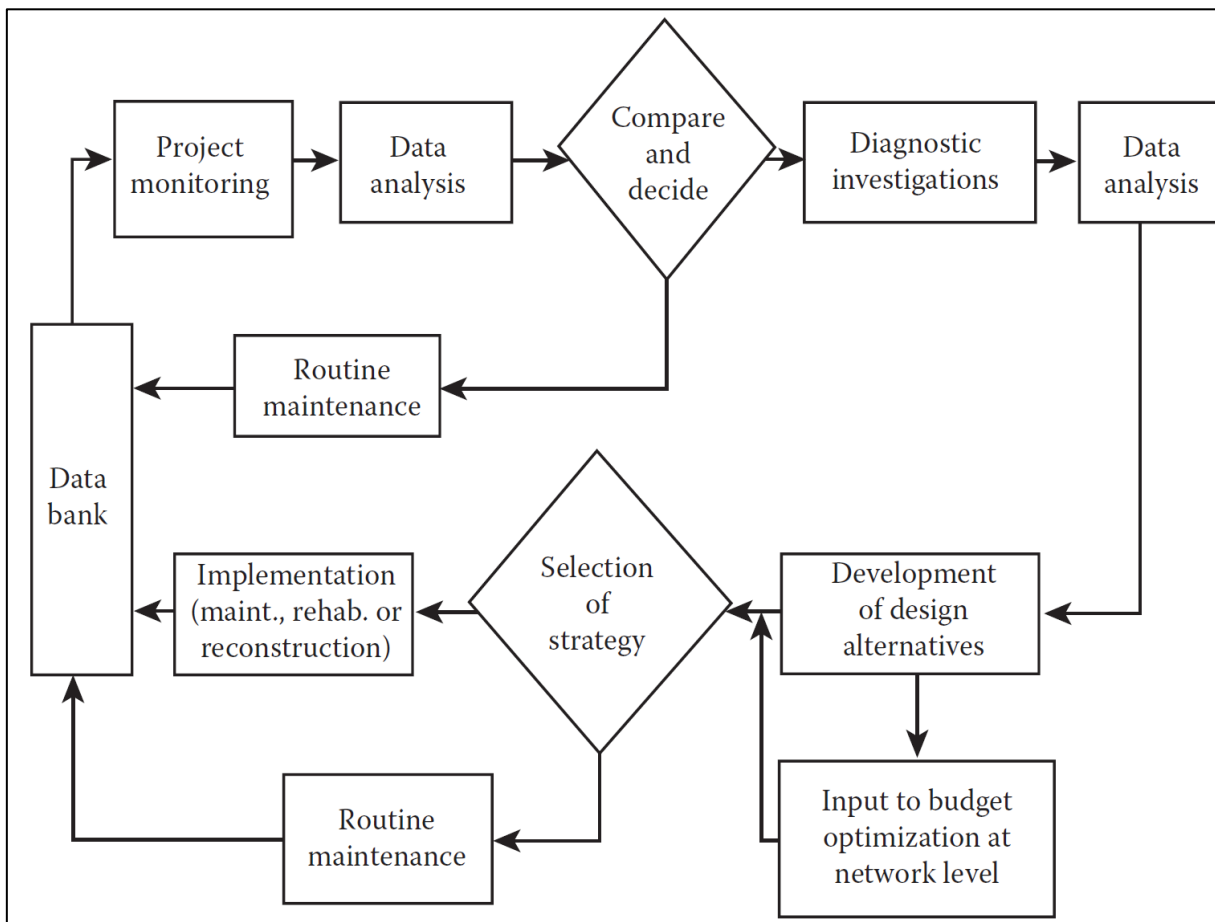 Project
monitoring
Data
analysis
Compare
and
decide
Diagnostic
investigations
Data
analysis
Routine
maintenance
Data
bank
Implementation
(maint., rehab. or
reconstruction)
Selection
of
strategy
Development
of design
alternatives
Routine
maintenance
Input to budget
optimization at
network level